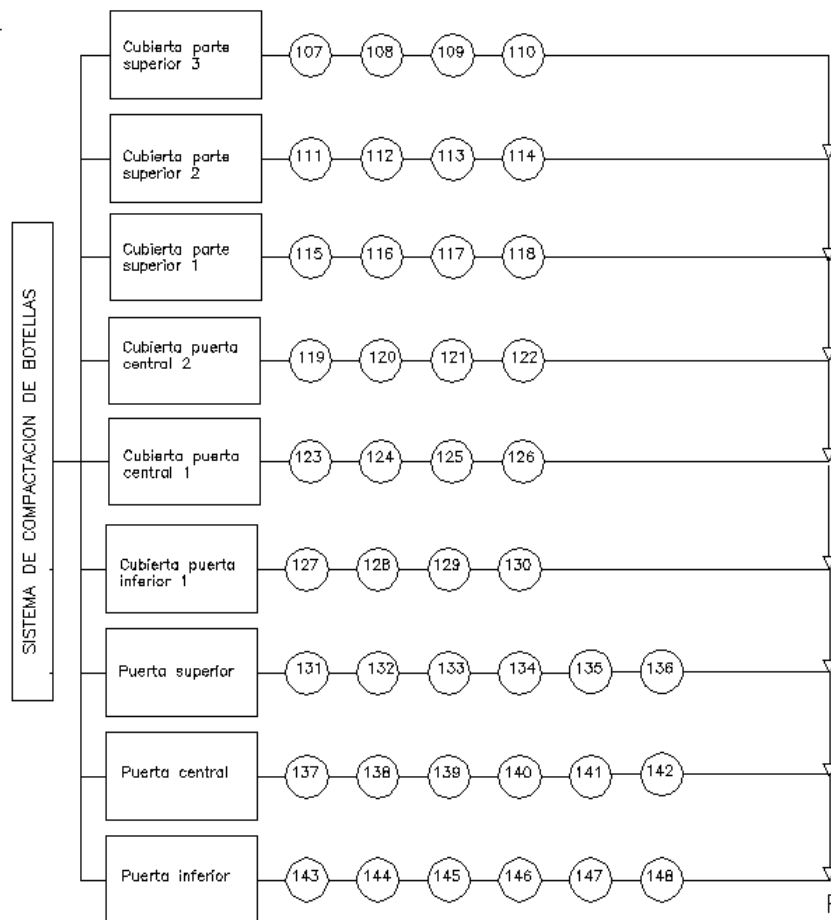 Cubierta parte
superior 3
107 108 109 110
Cubierta parte
superior 2
111 112 113 114
Cubierta parte
superior 1
115 116 117 118
Cubierta puerta
central 2
119 120 121 122
SISTEMA DE COMPACTACION DE BOTELLAS
Cubierta puerta
central 1
123 124 125 126
Cubierta puerta
inferior 1
127 128 129 130
Puerta superior
131 132 133 134 135 136
Puerta central
137 138 139 140 141 142
Puerta inferior
143 144 145 146 147 148